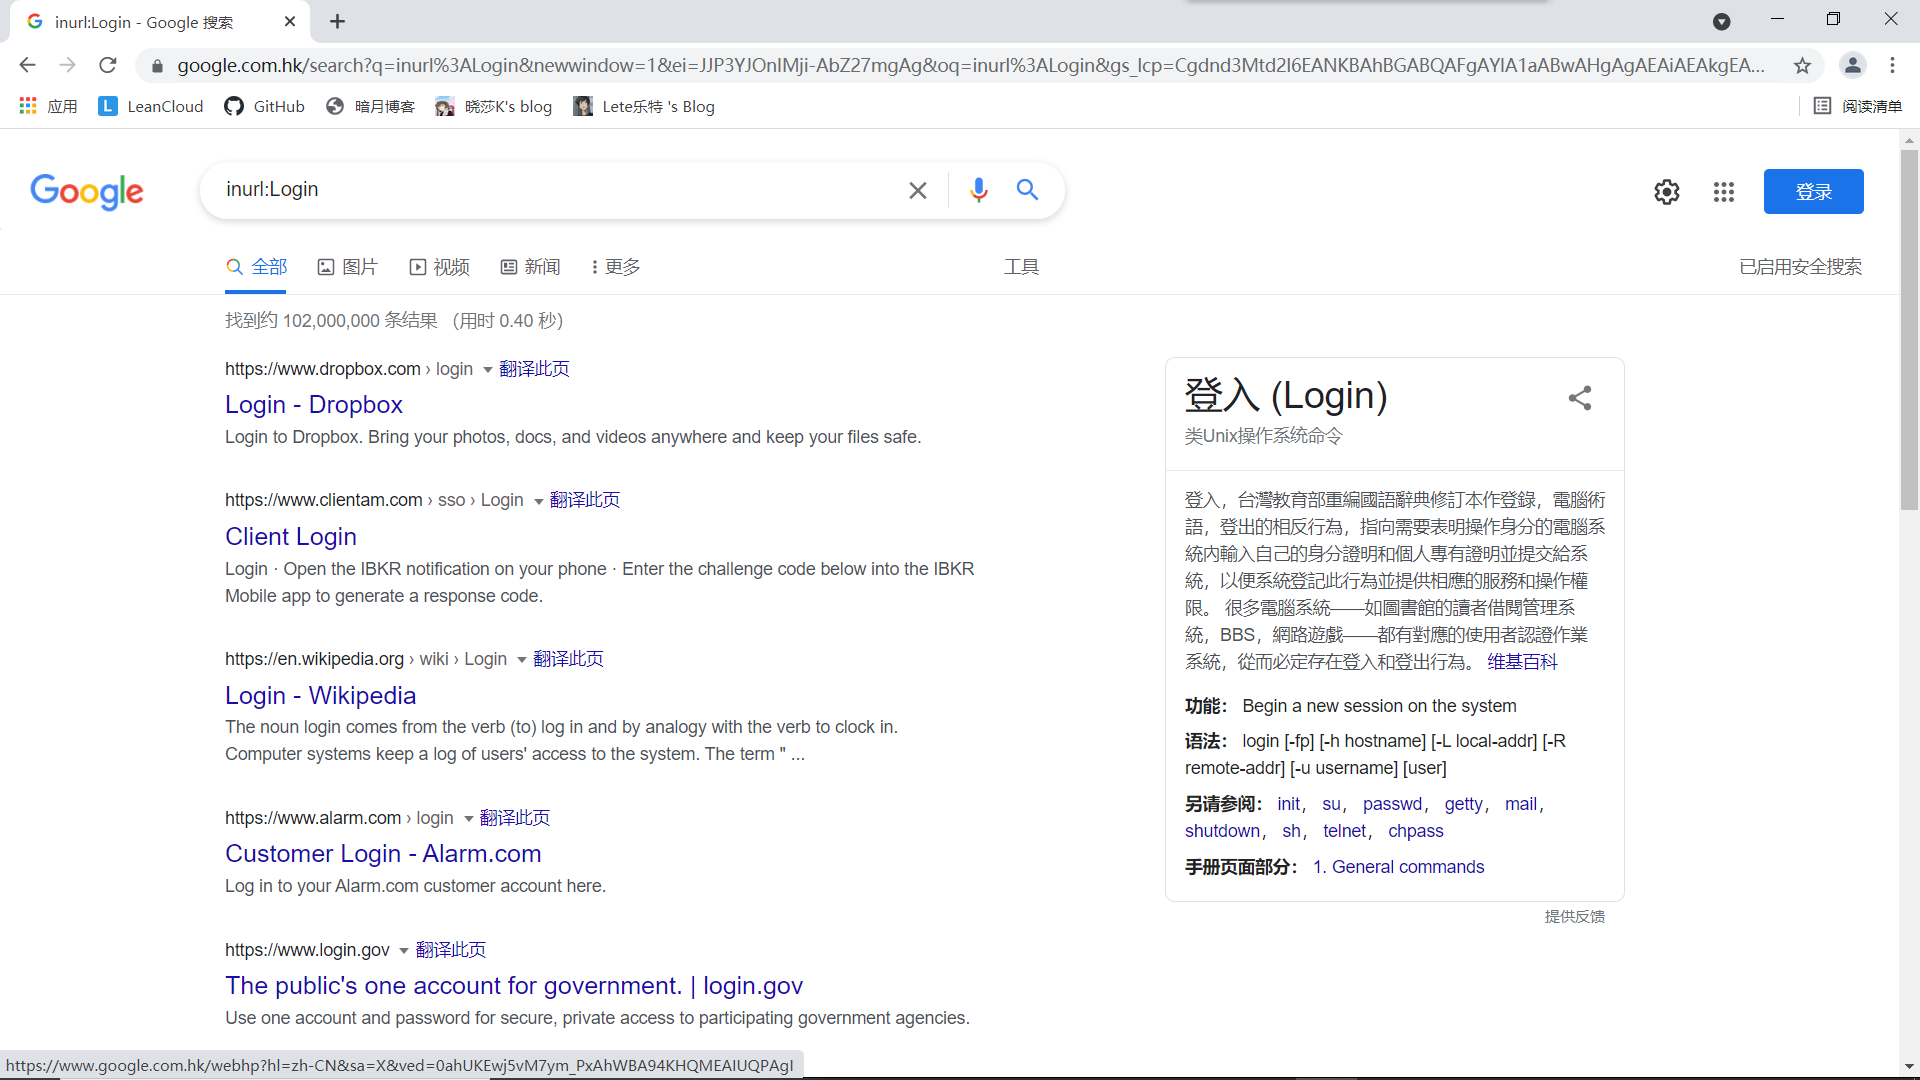 inurl:Login - Google 搜索
google.com.hk/search?q=inurl%3ALogin&newwindow=1&ei=JJP3YJOnIMji-AbZ27mgAg&oq=inurl%3ALogin&gs_lcp=Cgdnd3Mtd2l6EANKBAhBGABQAFgAYIA1aABwAHgAgAEAiAEAkgEA...
应用 LeanCloud GitHub 暗月博客 晓莎K's blog Lete乐特 's Blog 阅读清单
Google inurl:Login 登录
全部 图片 视频 新闻 更多 工具 已启用安全搜索
找到约 102,000,000 条结果 （用时 0.40 秒）
https://www.dropbox.com › login 翻译此页
Login - Dropbox
Login to Dropbox. Bring your photos, docs, and videos anywhere and keep your files safe.
https://www.clientam.com › sso › Login 翻译此页
Client Login
Login · Open the IBKR notification on your phone · Enter the challenge code below into the IBKR
Mobile app to generate a response code.
https://en.wikipedia.org › wiki › Login 翻译此页
Login - Wikipedia
The noun login comes from the verb (to) log in and by analogy with the verb to clock in.
Computer systems keep a log of users' access to the system. The term " ...
https://www.alarm.com › login 翻译此页
Customer Login - Alarm.com
Log in to your Alarm.com customer account here.
https://www.login.gov 翻译此页
The public's one account for government. | login.gov
Use one account and password for secure, private access to participating government agencies.
登入 (Login)
类Unix操作系统命令
登入，台灣教育部重編國語辭典修訂本作登錄，電腦術
語，登出的相反行為，指向需要表明操作身分的電腦系
統內輸入自己的身分證明和個人專有證明並提交給系
統，以便系統登記此行為並提供相應的服務和操作權
限。 很多電腦系統——如圖書館的讀者借閱管理系
統，BBS，網路遊戲——都有對應的使用者認證作業
系統，從而必定存在登入和登出行為。 维基百科
功能： Begin a new session on the system
语法： login [-fp] [-h hostname] [-L local-addr] [-R
remote-addr] [-u username] [user]
另请参阅： init， su， passwd， getty， mail，
shutdown， sh， telnet， chpass
手册页面部分： 1. General commands
提供反馈
https://www.google.com.hk/webhp?hl=zh-CN&sa=X&ved=0ahUKEwj5vM7ym_PxAhWBA94KHQMEAIUQPAgI